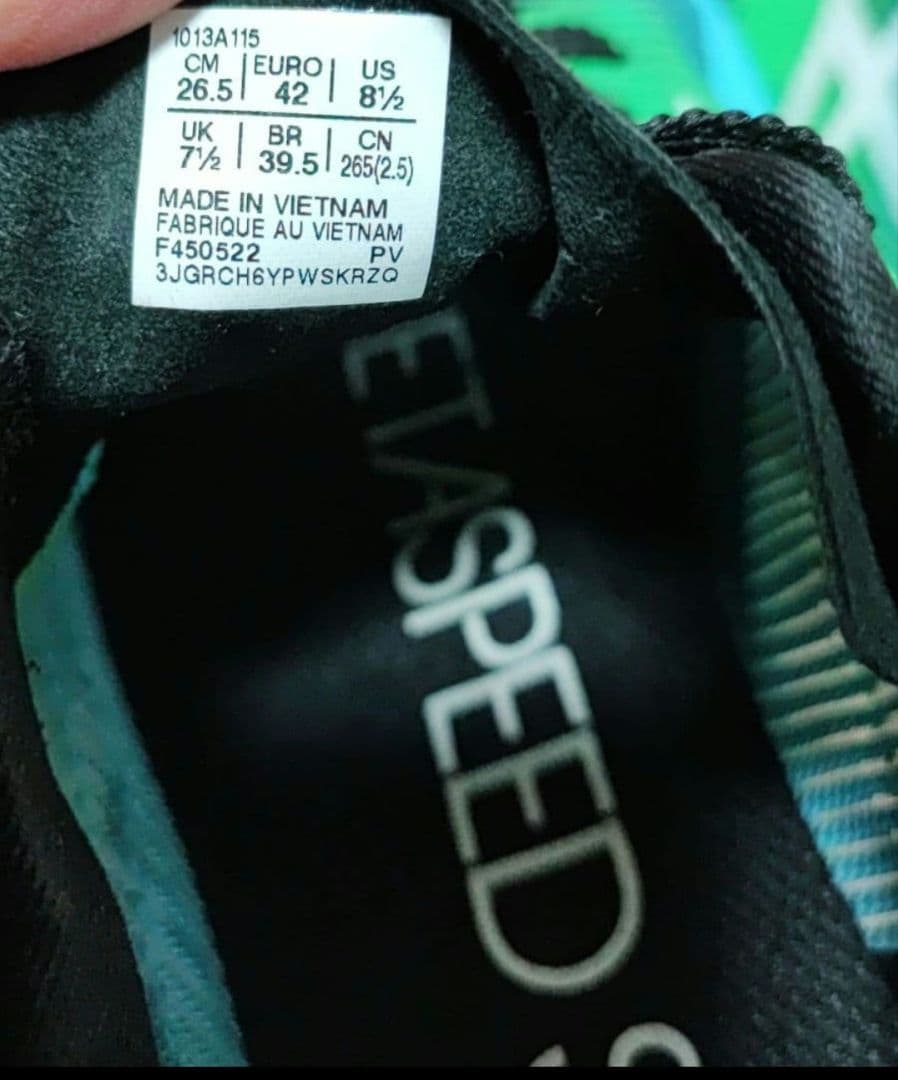 1013A115
CM EURO US
26.5 42 8½
UK BR CN
7½ 39.5 265(2.5)
MADE IN VIETNAM
FABRIQUE AU VIETNAM
F450522 PV
3JGRCH6YPWSKRZQ
ETASPEED S